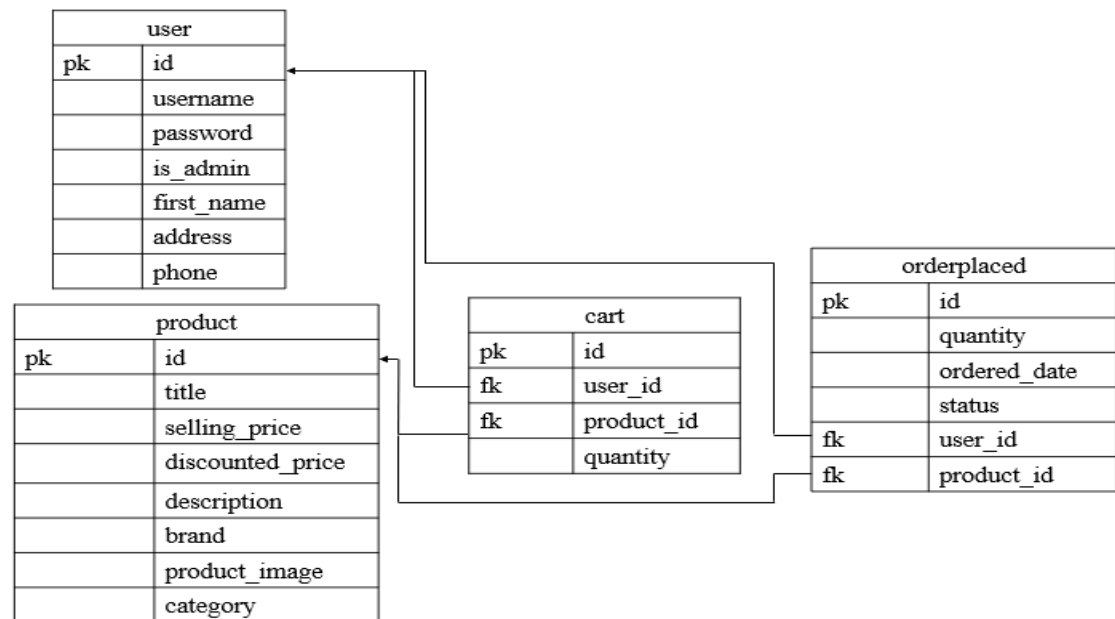 user
pk id
username
password
is_admin
first_name
address
phone
product
pk id
title
selling_price
discounted_price
description
brand
product_image
category
cart
pk id
fk user_id
fk product_id
quantity
orderplaced
pk id
quantity
ordered_date
status
fk user_id
fk product_id